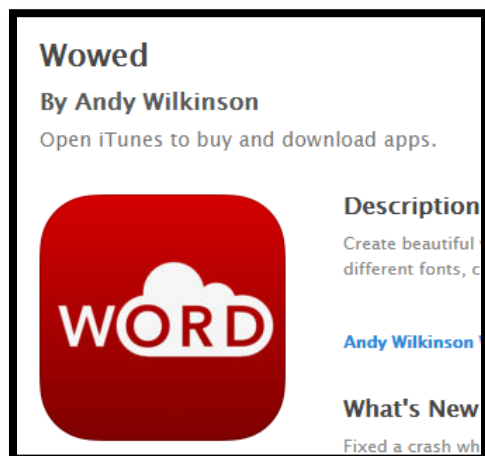 Wowed
By Andy Wilkinson
Open iTunes to buy and download apps.
WORD
Description
Create beautiful
different fonts, c
Andy Wilkinson
What's New
Fixed a crash wh